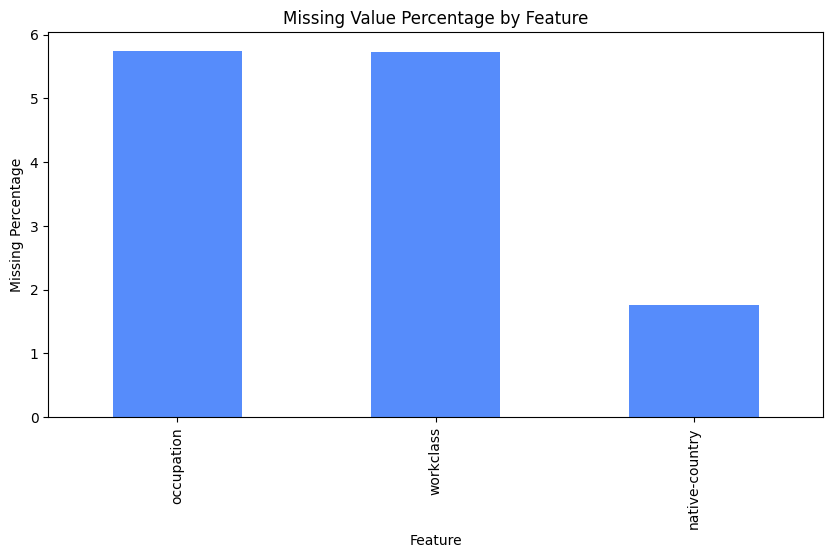 Missing Value Percentage by Feature
Missing Percentage
6
5
4
3
2
1
0
occupation
workclass
native-country
Feature